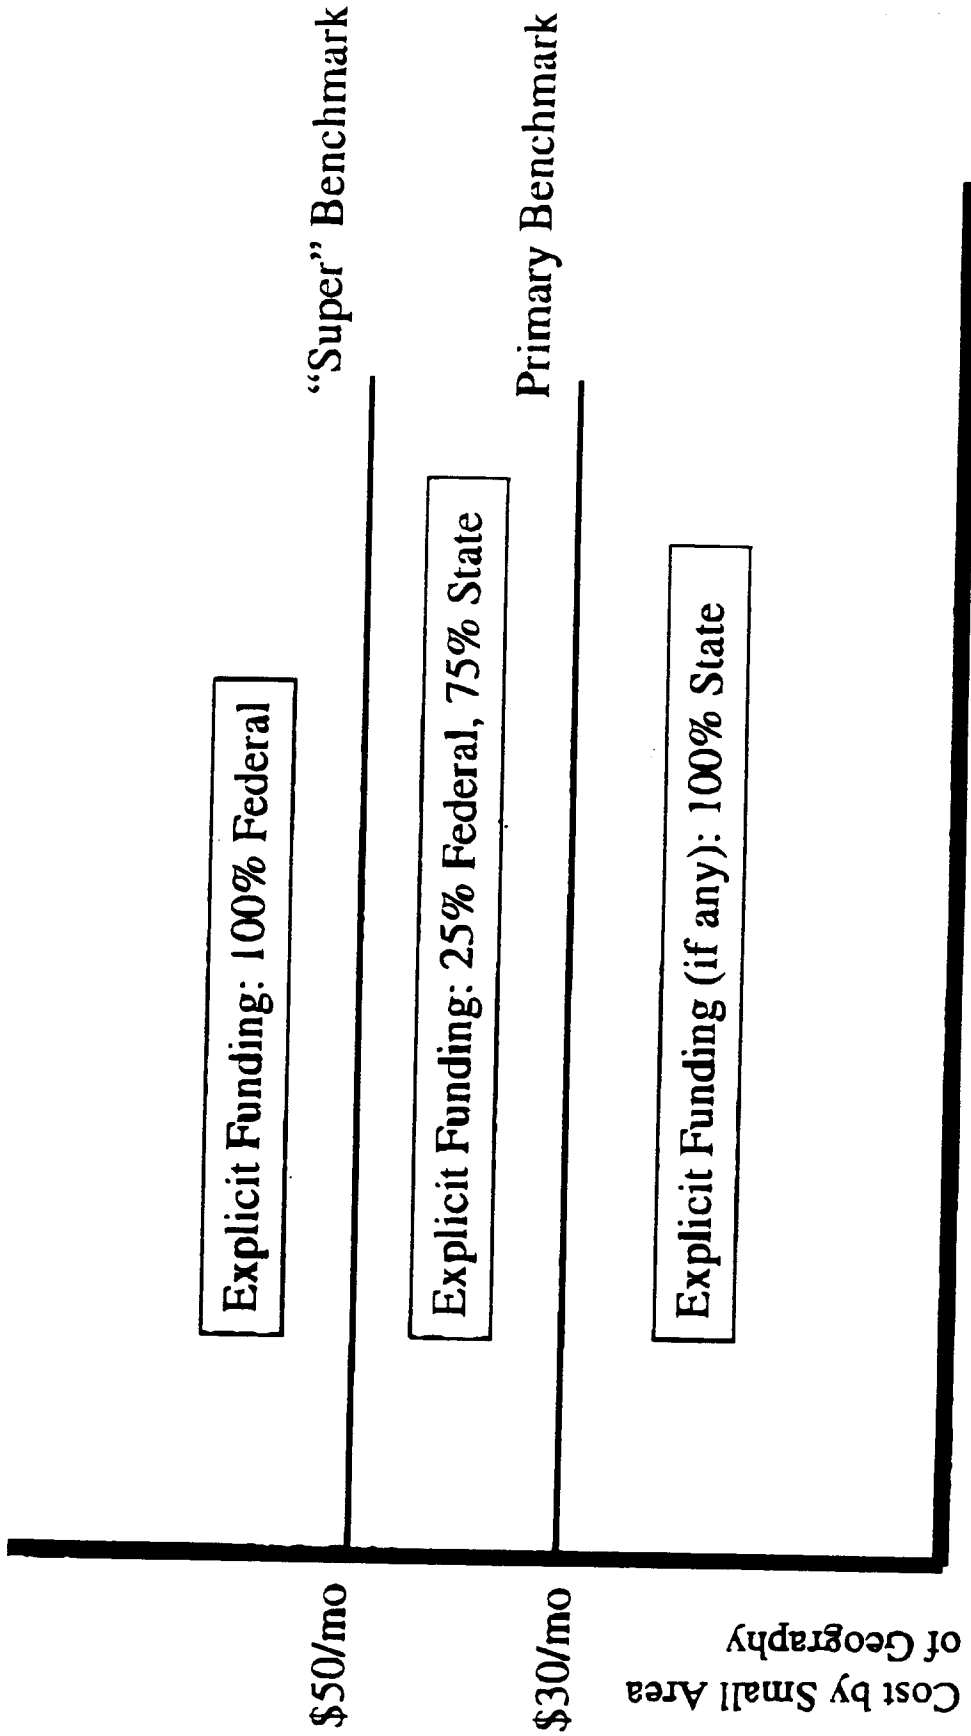 "Super" Benchmark
$50/mo
Explicit Funding: 100% Federal
Explicit Funding: 25% Federal, 75% State
Primary Benchmark
$30/mo
Explicit Funding (if any): 100% State
Cost by Small Area
of Geography